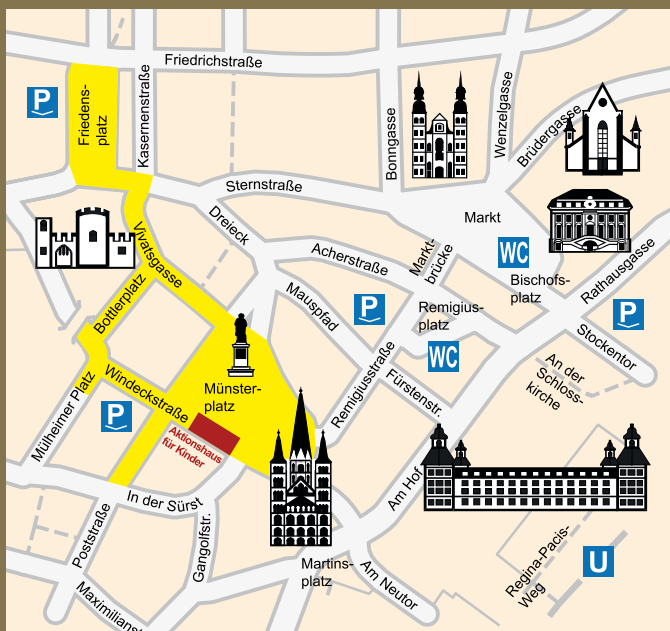 Friedrichstraße
P
Friedens-
platz
Kasernenstraße
Bonngasse
Wenzelgasse
Brüdergasse
Sternstraße
Dreieck
Markt
WC
Vivatsgasse
Acherstraße
Markt-
brücke
Bischofs-
platz
Rathausgasse
Bottlerplatz
Mauspfad
P
Remigius-
platz
P
WC
Stockentor
Windeckstraße
Münster-
platz
Remigiusstraße
Fürstenstr.
An der
Schloss-
kirche
Mülheimer Platz
P
Aktionshaus
für Kinder
In der Sürst
Am Hof
Poststraße
Gangolfstr.
Martins-
platz
Am Neutor
Regina-Pacis-
Weg
U
Maximilianst